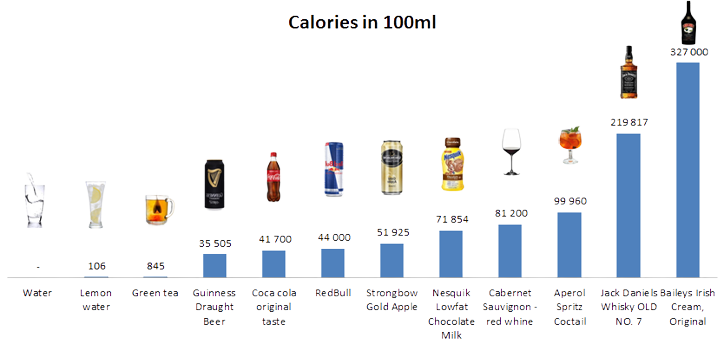 Calories in 100ml
327 000
219 817
99 960
81 200
71 854
51 925
44 000
41 700
35 505
845
106
-
Water
Lemon
water
Green tea
Guinness
Draught
Beer
Coca cola
original
taste
RedBull
Strongbow
Gold Apple
Nesquik
Lowfat
Chocolate
Milk
Cabernet
Sauvignon -
red whine
Aperol
Spritz
Coctail
Jack Daniels
Whisky OLD
NO. 7
Baileys Irish
Cream,
Original